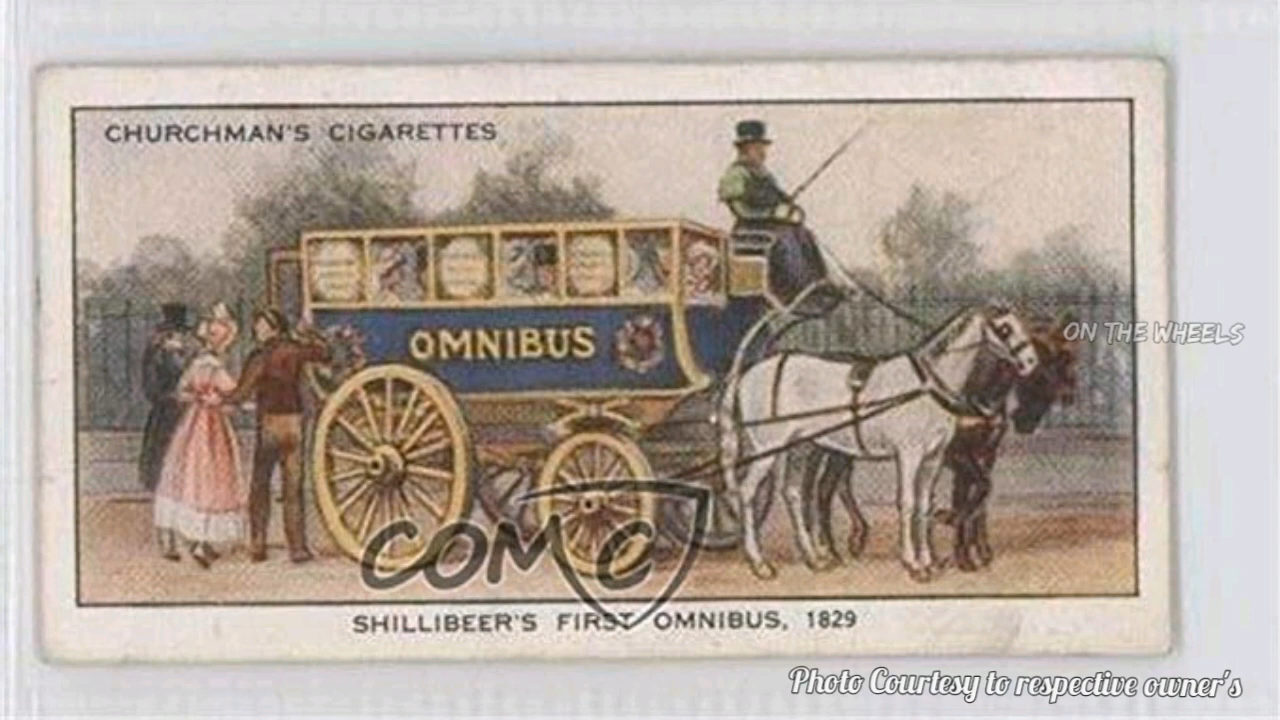 CHURCHMAN'S CIGARETTES
OMNIBUS
ON THE WHEELS
COMC
SHILLIBEER'S FIRST OMNIBUS, 1829
Photo Courtesy to respective owner's